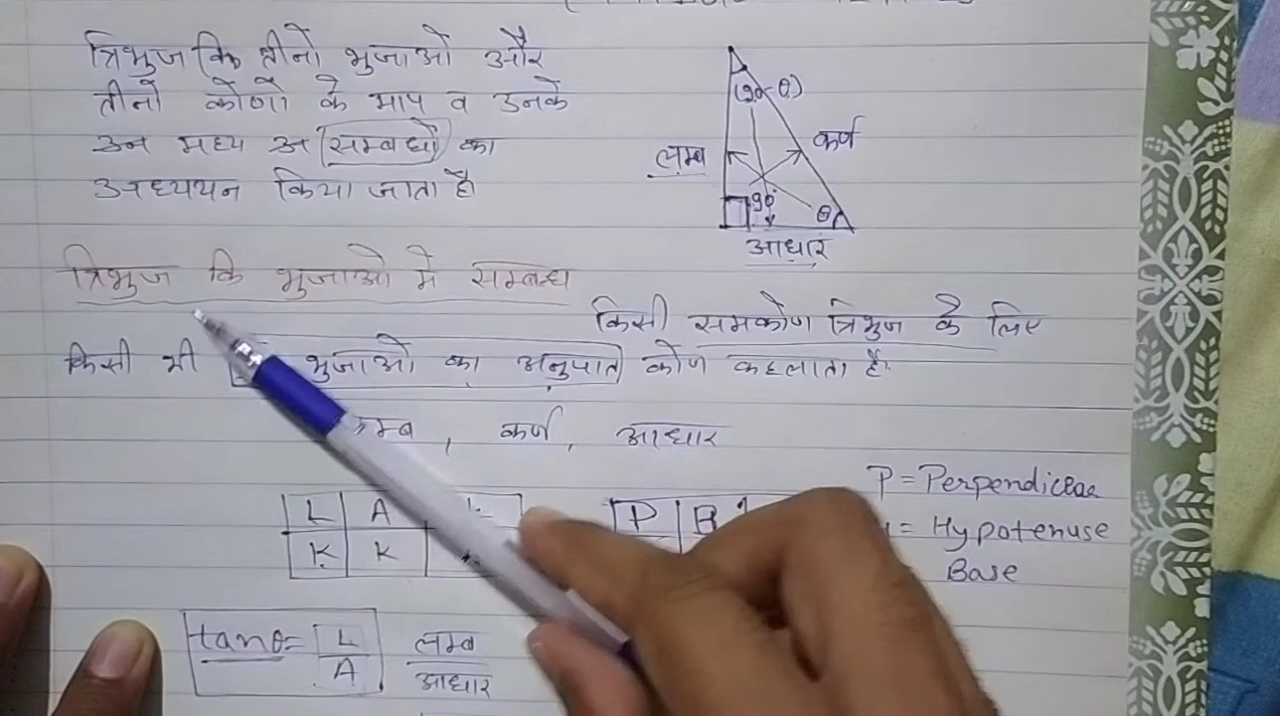 त्रिभुज कि तीनों भुजाओ और
तीनों कोणों के माप व उनके
उन मध्य अ सम्बधों का
अध्ययन किया जाता है।
(90-θ)
कर्ण
लम्ब
90°
θ
आधार
त्रिभुज कि भुजाओ मे सम्बन्ध
किसी समकोण त्रिभुज के लिए
किसी भी भुजाओं का अनुपात कोण कहलाता है।
कर्ण, आधार
L A L
K K
P B
P = Perpendicular
= Hypotenuse
Base
tanθ = L/A लम्ब/आधार